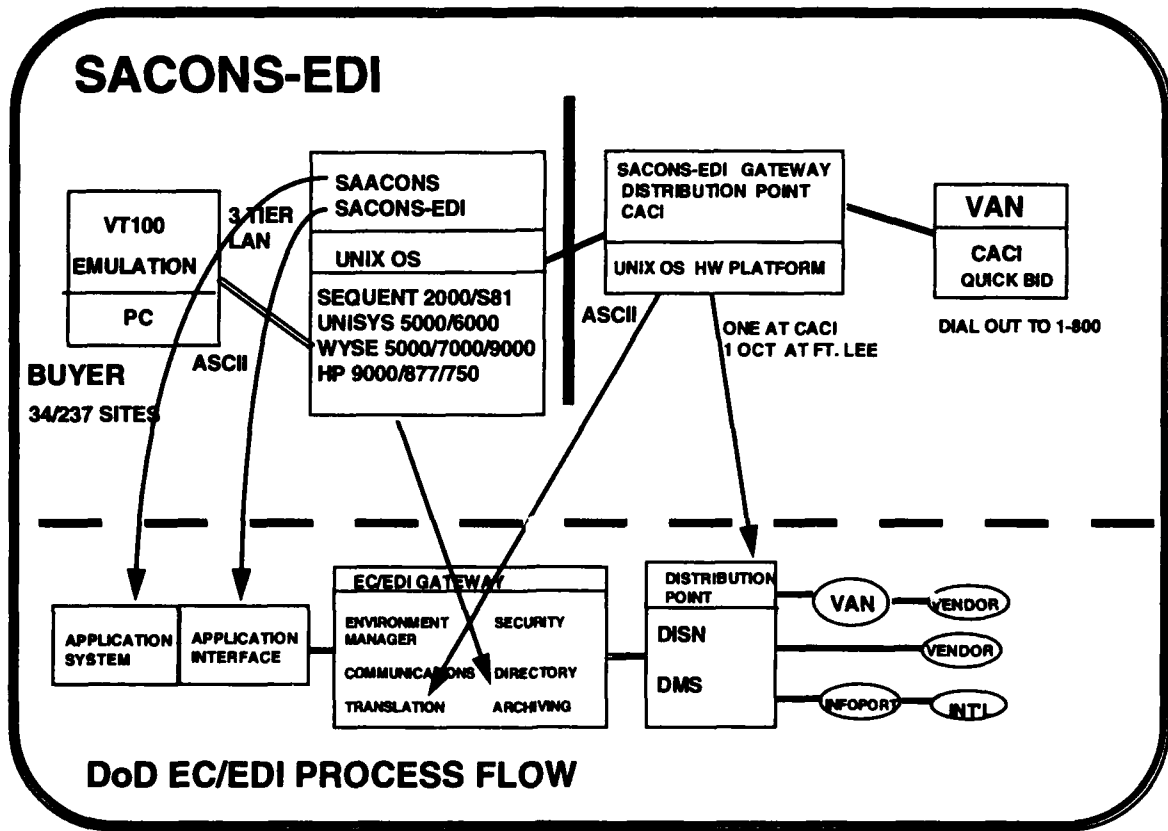 SACONS-EDI
VT100
EMULATION
PC
3 TIER
LAN
ASCII
BUYER
34/237 SITES
SAACONS
SACONS-EDI
UNIX OS
SEQUENT 2000/S81
UNISYS 5000/6000
WYSE 5000/7000/9000
HP 9000/877/750
ASCII
SACONS-EDI GATEWAY
DISTRIBUTION POINT
CACI
UNIX OS HW PLATFORM
ONE AT CACI
1 OCT AT FT. LEE
VAN
CACI
QUICK BID
DIAL OUT TO 1-800
APPLICATION
SYSTEM
APPLICATION
INTERFACE
EC/EDI GATEWAY
ENVIRONMENT
MANAGER
SECURITY
COMMUNICATIONS
DIRECTORY
TRANSLATION
ARCHIVING
DISTRIBUTION
POINT
DISN
DMS
VAN
VENDOR
VENDOR
INFOPORT
INT'L
DoD EC/EDI PROCESS FLOW